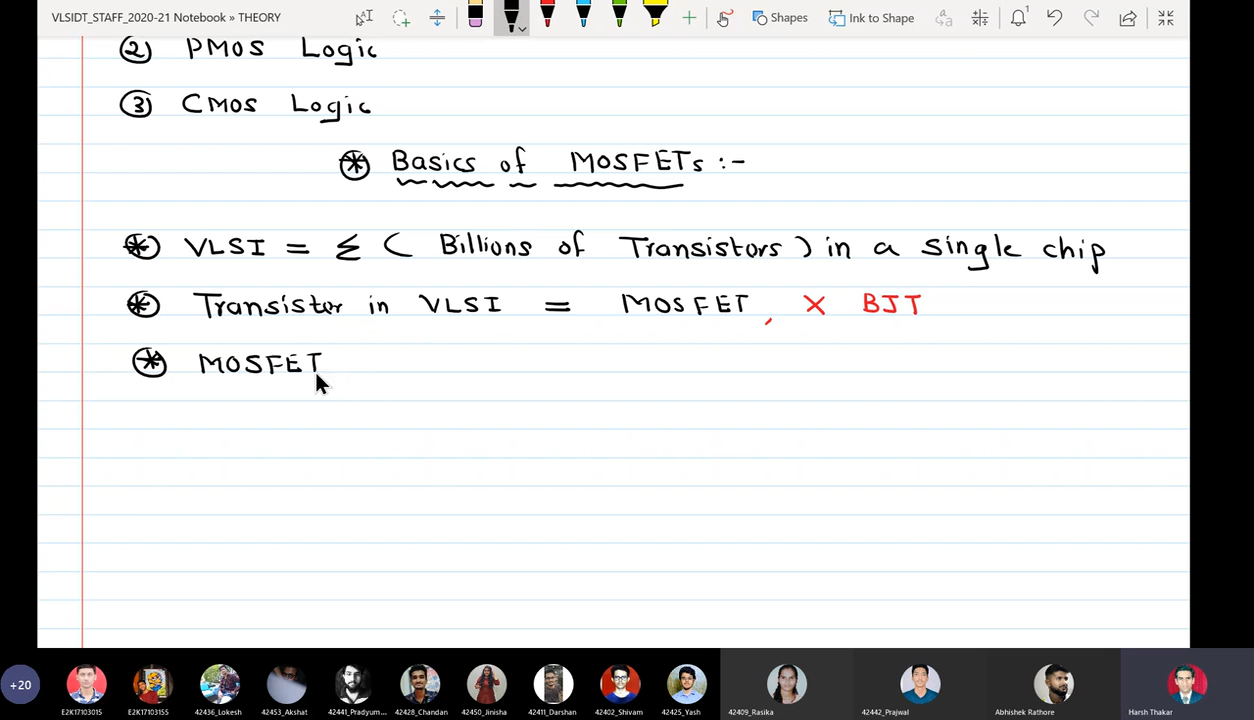 VLSIDT_STAFF_2020-21 Notebook » THEORY
Shapes
Ink to Shape
② PMOS Logic
③ CMOS Logic
⊛ Basics of MOSFETs :-
⊛ VLSI = Σ ( Billions of Transistors ) in a single chip
⊛ Transistor in VLSI = MOSFET, X BJT
⊛ MOSFET
+20
E2K17103015
E2K17103155
42436_Lokesh
42453_Akshat
42441_Pradyum...
42428_Chandan
42450_Jinisha
42411_Darshan
42402_Shivam
42425_Yash
42409_Rasika
42442_Prajwal
Abhishek Rathore
Harsh Thakar